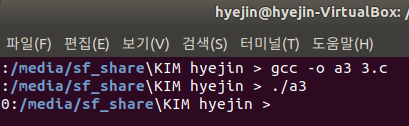 hyejin@hyejin-VirtualBox: /
파일(F) 편집(E) 보기(V) 검색(S) 터미널(T) 도움말(H)
:/media/sf_share\KIM hyejin > gcc -o a3 3.c
:/media/sf_share\KIM hyejin > ./a3
0:/media/sf_share\KIM hyejin >